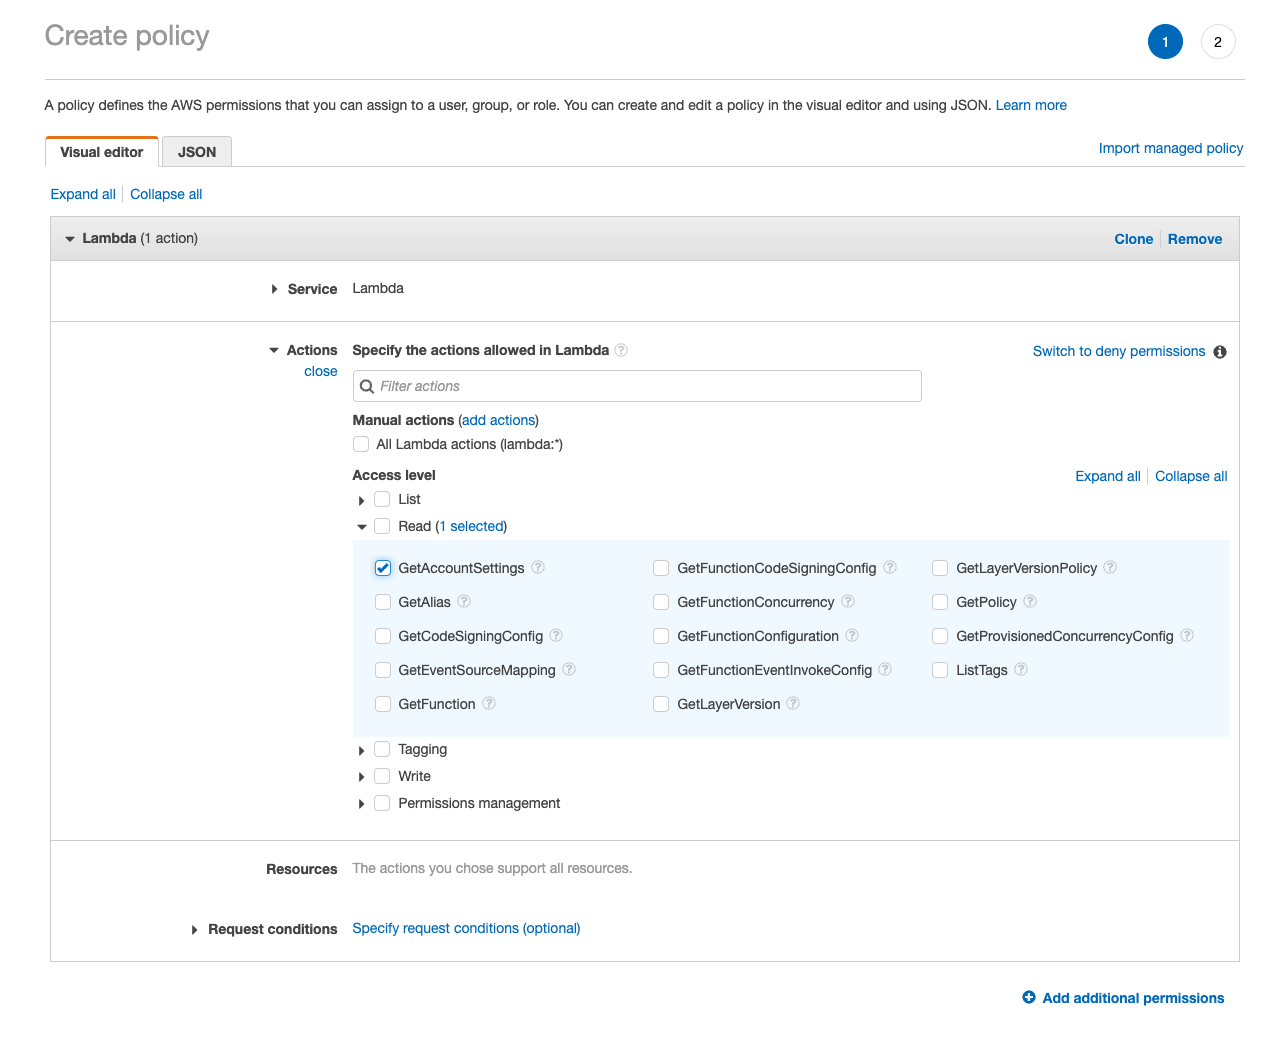 Create policy
1 2
A policy defines the AWS permissions that you can assign to a user, group, or role. You can create and edit a policy in the visual editor and using JSON. Learn more
Visual editor JSON Import managed policy
Expand all Collapse all
Lambda (1 action) Clone Remove
Service Lambda
Actions Specify the actions allowed in Lambda ? Switch to deny permissions i
close
Filter actions
Manual actions (add actions)
All Lambda actions (lambda:*)
Access level Expand all Collapse all
List
Read (1 selected)
GetAccountSettings ? GetFunctionCodeSigningConfig ? GetLayerVersionPolicy ?
GetAlias ? GetFunctionConcurrency ? GetPolicy ?
GetCodeSigningConfig ? GetFunctionConfiguration ? GetProvisionedConcurrencyConfig ?
GetEventSourceMapping ? GetFunctionEventInvokeConfig ? ListTags ?
GetFunction ? GetLayerVersion ?
Tagging
Write
Permissions management
Resources The actions you chose support all resources.
Request conditions Specify request conditions (optional)
Add additional permissions